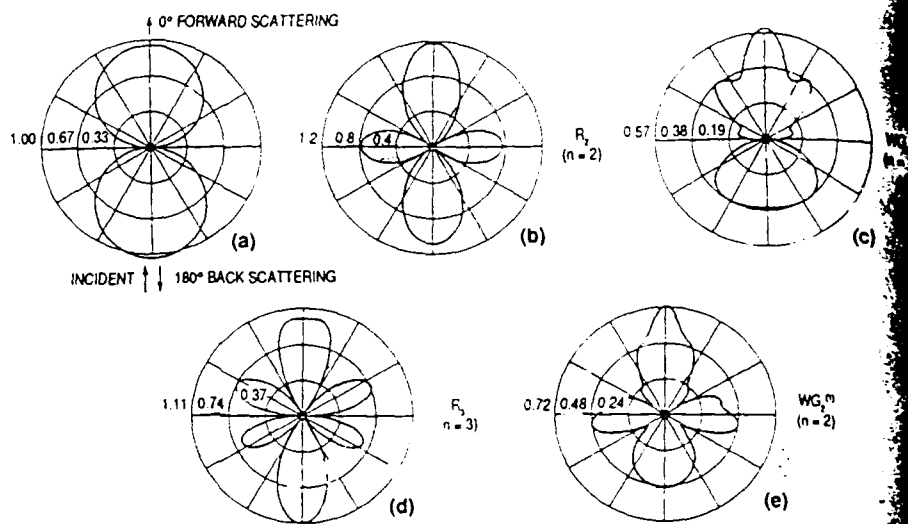 0° FORWARD SCATTERING
1.00 0.67 0.33
(a)
INCIDENT 180° BACK SCATTERING
1.2 0.8 0.4
(b)
R₂
(n = 2)
0.57 0.38 0.19
(c)
1.11 0.74 0.37
(d)
n = 3)
0.72 0.48 0.24
(e)
WG₂
(n = 2)